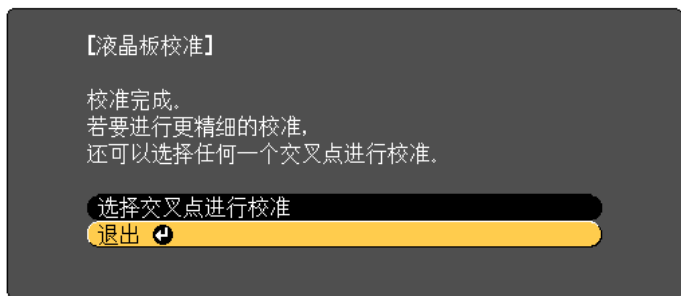 【液晶板校准】
校准完成。
若要进行更精细的校准，
还可以选择任何一个交叉点进行校准。
选择交叉点进行校准
退出